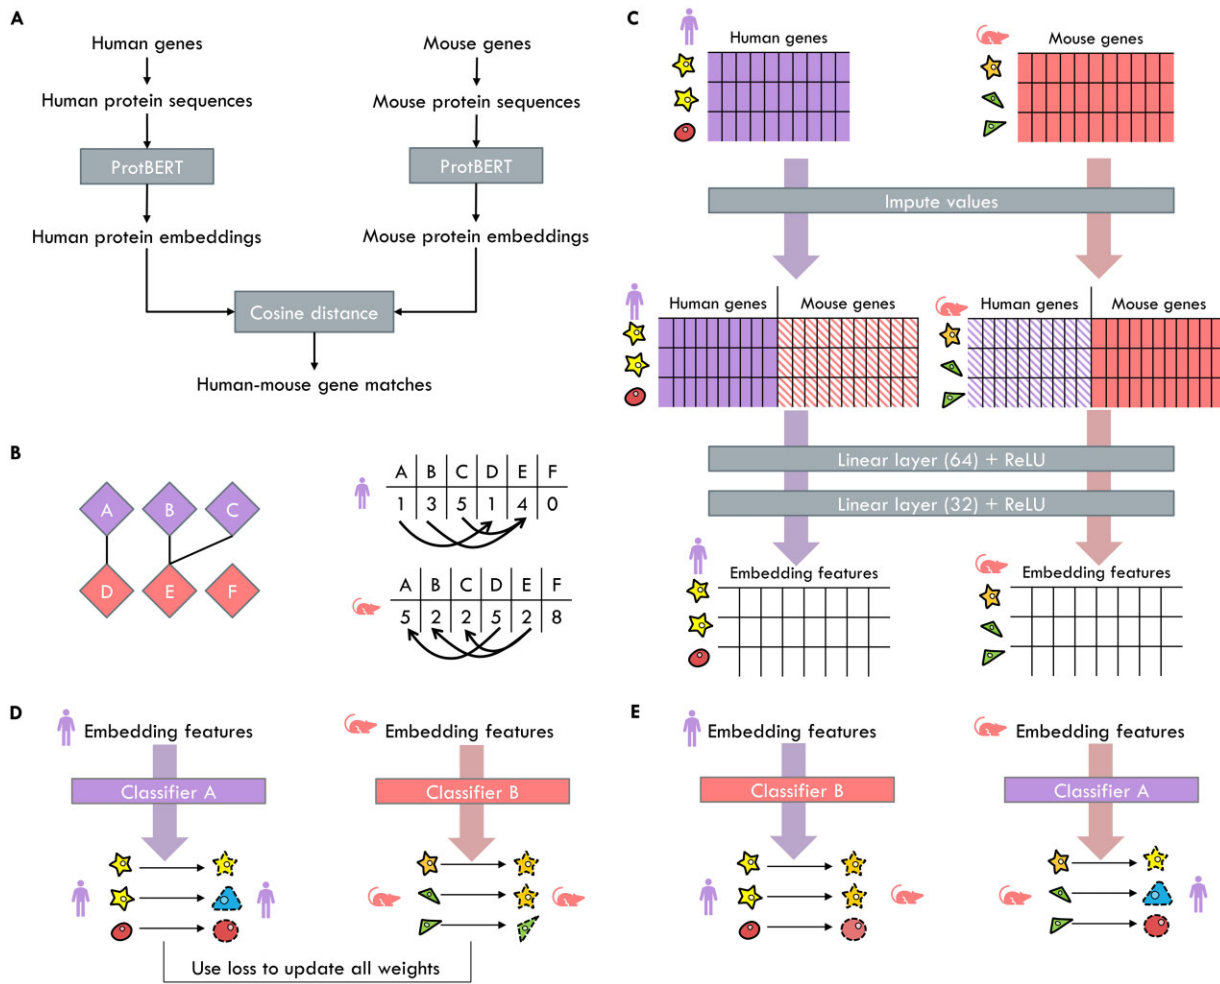 A
Human genes
Mouse genes
Human protein sequences
Mouse protein sequences
ProtBERT
ProtBERT
Human protein embeddings
Mouse protein embeddings
Cosine distance
Human-mouse gene matches
B
A B C
D E F
A B C D E F
1 3 5 1 4 0
A B C D E F
5 2 2 5 2 8
C
Human genes
Mouse genes
Impute values
Human genes Mouse genes
Human genes Mouse genes
Linear layer (64) + ReLU
Linear layer (32) + ReLU
Embedding features
Embedding features
D
Embedding features
Embedding features
Classifier A
Classifier B
Use loss to update all weights
E
Embedding features
Embedding features
Classifier B
Classifier A